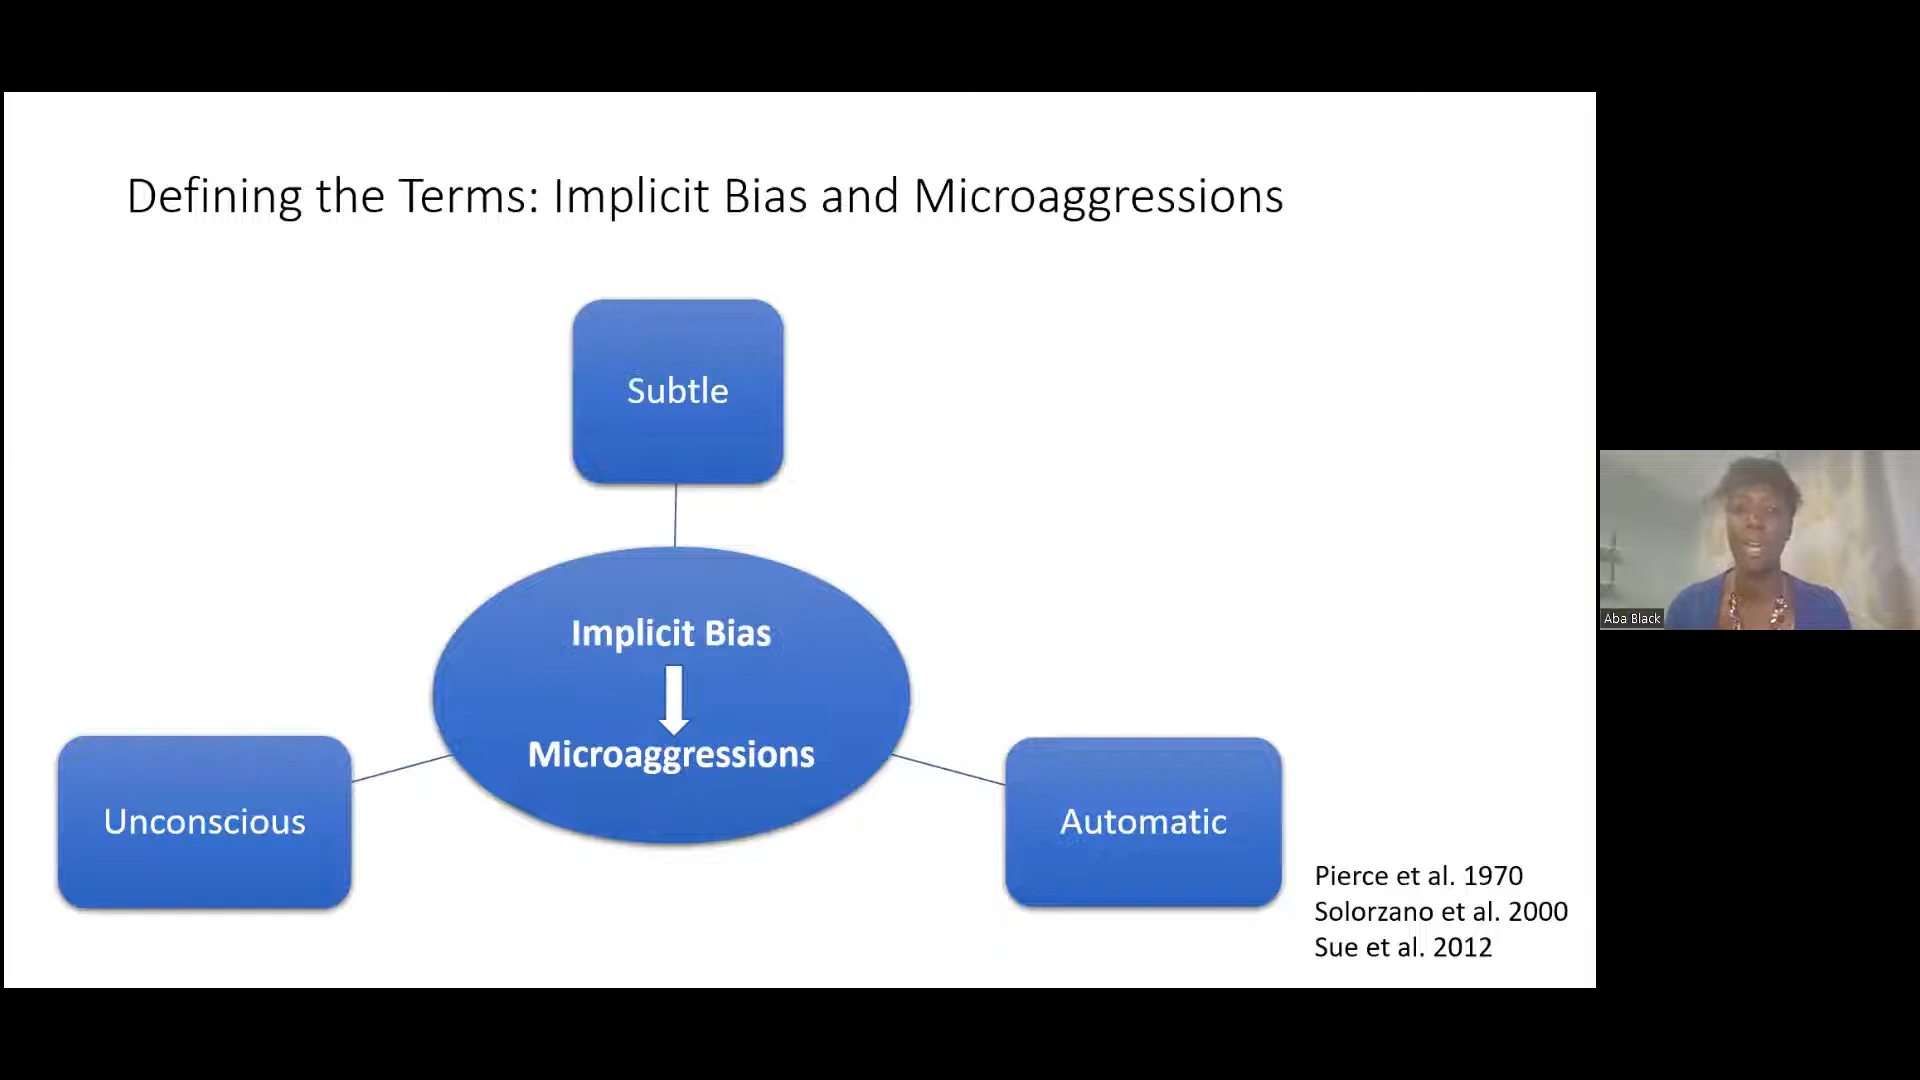 Defining the Terms: Implicit Bias and Microaggressions
Subtle
Implicit Bias
Microaggressions
Unconscious
Automatic
Pierce et al. 1970
Solorzano et al. 2000
Sue et al. 2012
Aba Black